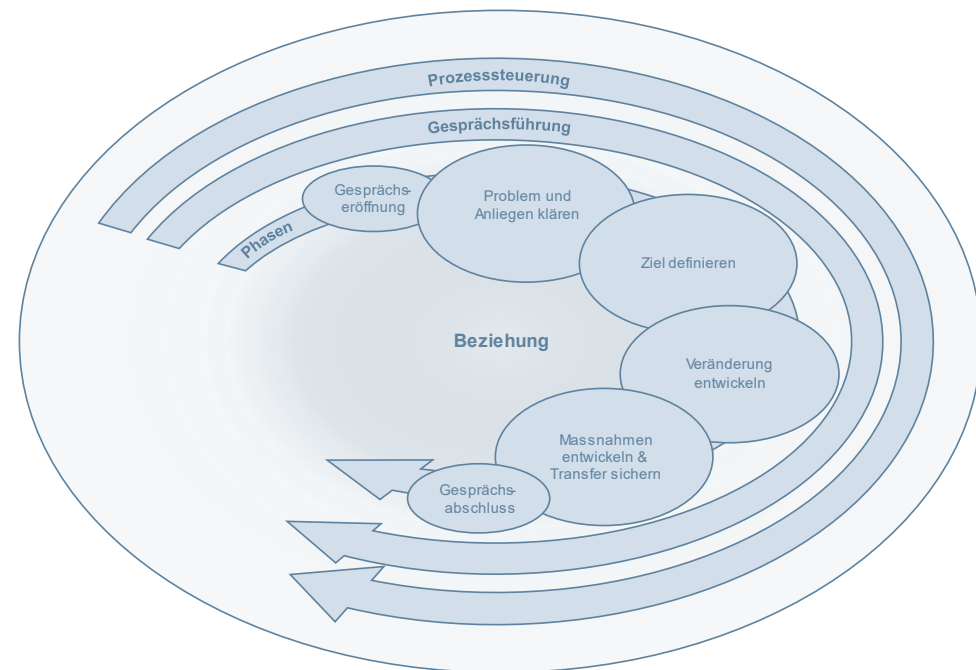 Prozesssteuerung
Gesprächsführung
Phasen
Gesprächs-
eröffnung
Problem und
Anliegen klären
Ziel definieren
Beziehung
Veränderung
entwickeln
Massnahmen
entwickeln &
Transfer sichern
Gesprächs-
abschluss